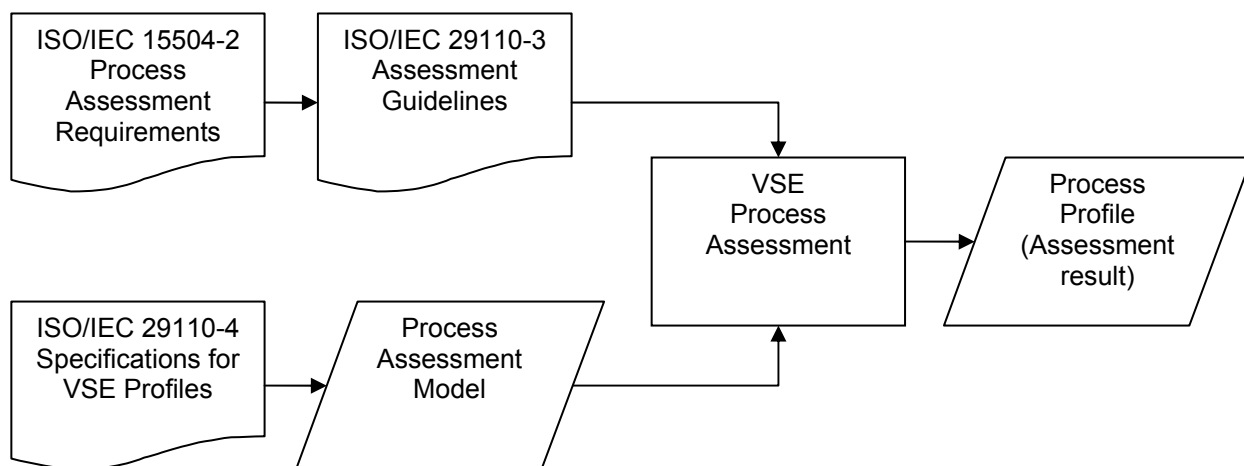 ISO/IEC 15504-2
Process
Assessment
Requirements
ISO/IEC 29110-3
Assessment
Guidelines
VSE
Process
Assessment
Process
Profile
(Assessment
result)
ISO/IEC 29110-4
Specifications for
VSE Profiles
Process
Assessment
Model